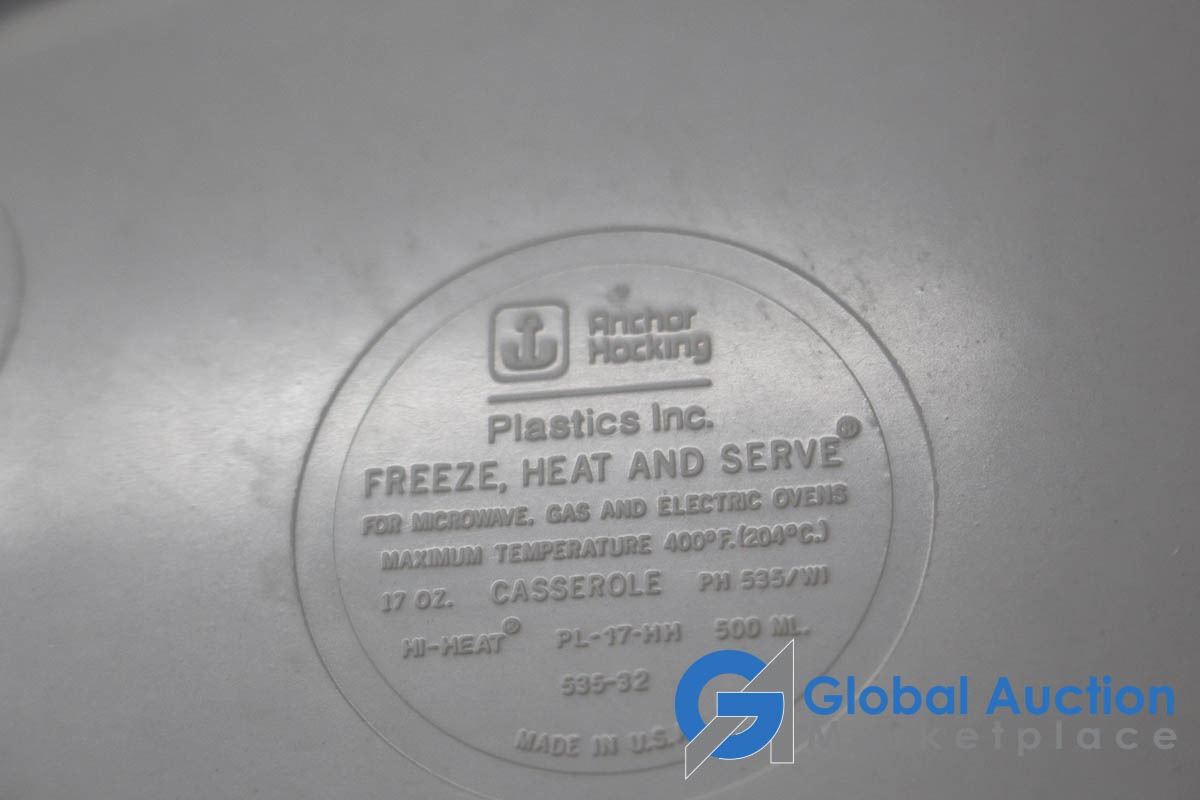 Anchor
Hocking
Plastics Inc.
FREEZE, HEAT AND SERVE®
FOR MICROWAVE, GAS AND ELECTRIC OVENS
MAXIMUM TEMPERATURE 400°F.(204°C.)
17 OZ. CASSEROLE PH 535/W1
HI-HEAT® PL-17-HH 500 ML.
535-32
MADE IN U.S.
Global Auction
Marketplace